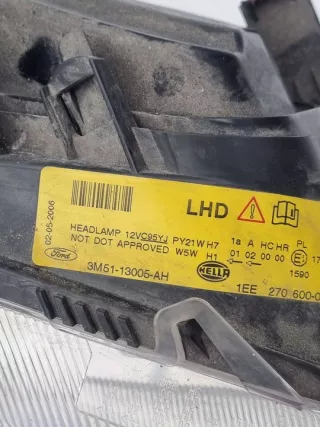 02-05-2006
LHD
HEADLAMP 12VC95YJ PY21W H7 1a A HC HR PL
NOT DOT APPROVED W5W H1 01 02 00 00
Ford
3M51-13005-AH
HELLA
1590
1EE 270 600-0